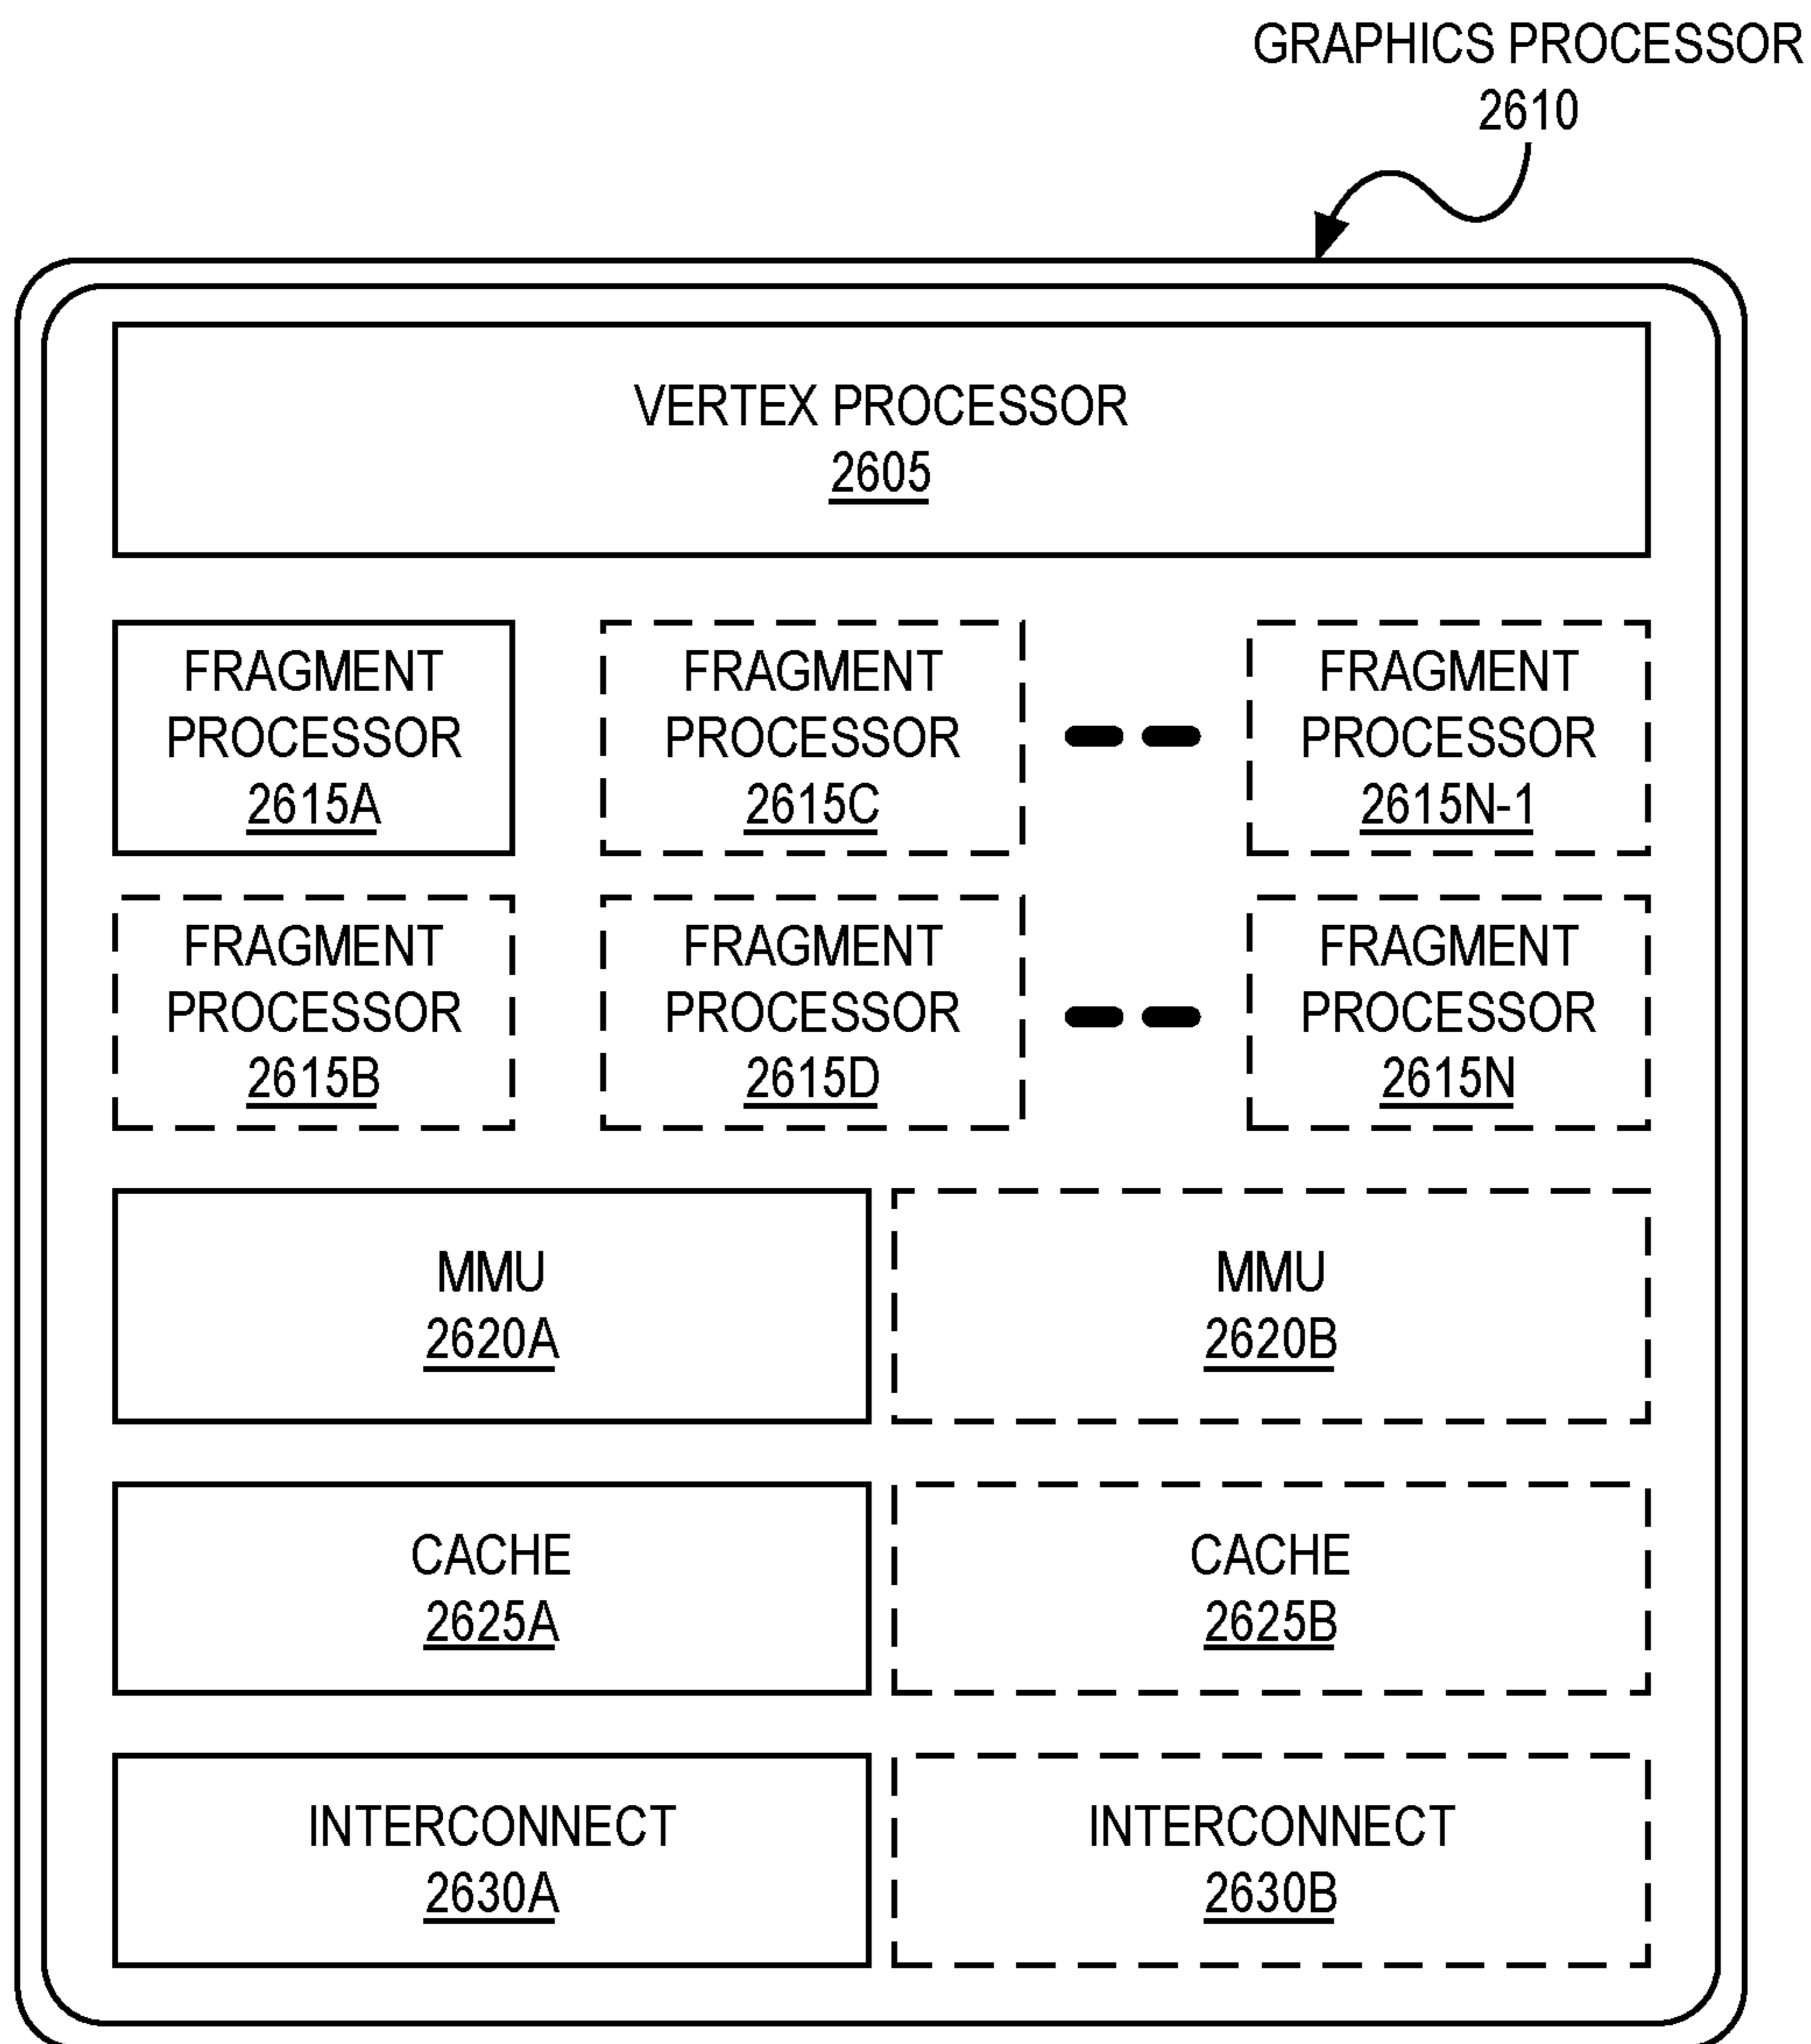 GRAPHICS PROCESSOR
2610
VERTEX PROCESSOR
2605
FRAGMENT
PROCESSOR
2615A
FRAGMENT
PROCESSOR
2615C
FRAGMENT
PROCESSOR
2615N-1
FRAGMENT
PROCESSOR
2615B
FRAGMENT
PROCESSOR
2615D
FRAGMENT
PROCESSOR
2615N
MMU
2620A
MMU
2620B
CACHE
2625A
CACHE
2625B
INTERCONNECT
2630A
INTERCONNECT
2630B